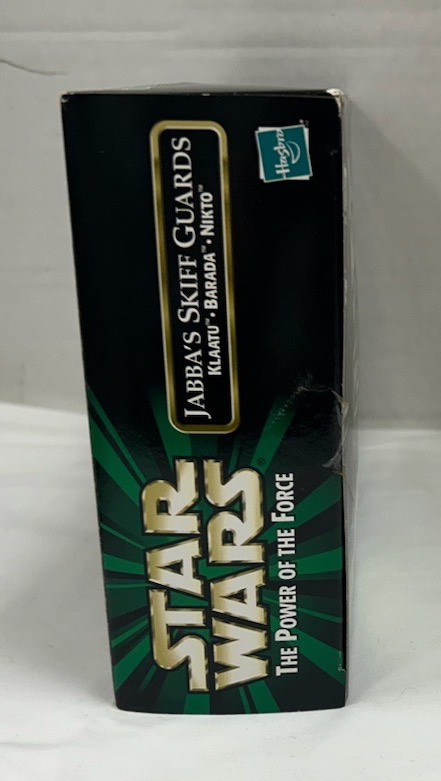 STAR
WARS®
THE POWER OF THE FORCE
JABBA'S SKIFF GUARDS
KLAATU™ • BARADA™ • NIKTO™
Hasbro®